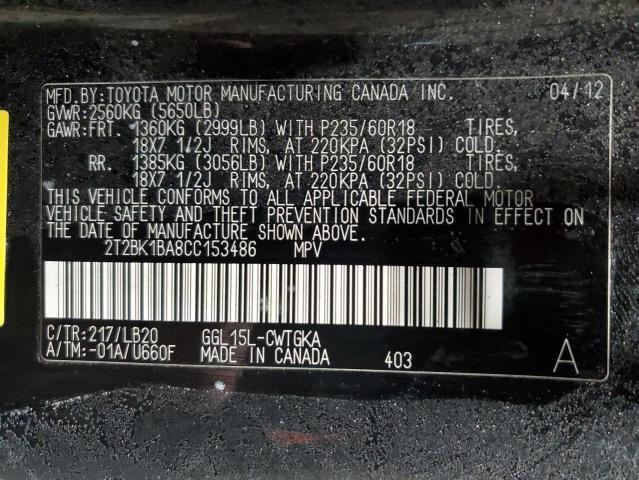 MFD.BY:TOYOTA MOTOR MANUFACTURING CANADA INC. 04/12
GVWR:2560KG (5650LB)
GAWR:FRT. 1360KG (2999LB) WITH P235/60R18 TIRES,
18X7 1/2J RIMS, AT 220KPA (32PSI) COLD.
RR. 1385KG (3056LB) WITH P235/60R18 TIRES,
18X7 1/2J RIMS, AT 220KPA (32PSI) COLD
THIS VEHICLE CONFORMS TO ALL APPLICABLE FEDERAL MOTOR
VEHICLE SAFETY AND THEFT PREVENTION STANDARDS IN EFFECT ON
THE DATE OF MANUFACTURE SHOWN ABOVE.
2T2BK1BA8CC153486 MPV
C/TR:217/LB20 GGL15L-CWTGKA
A/TM:-01A/U660F MADE IN CANADA 403 A